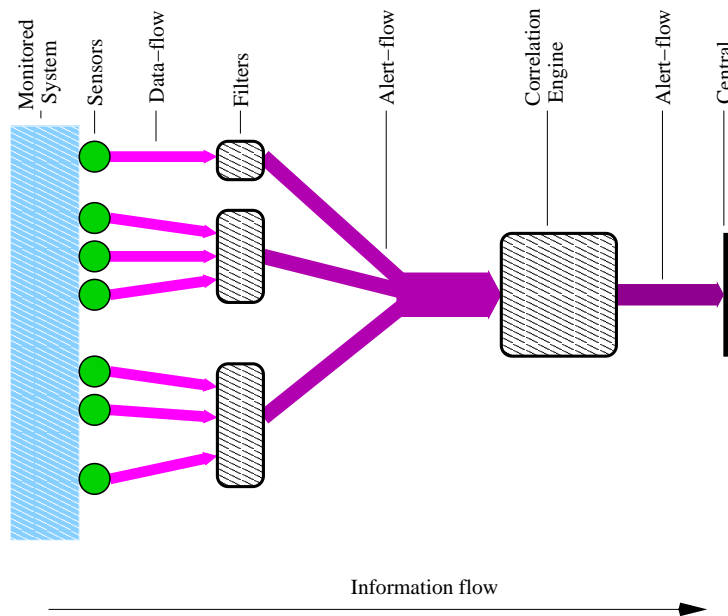 Monitored
System
Sensors
Data–flow
Filters
Alert–flow
Correlation
Engine
Alert–flow
Central
Information flow